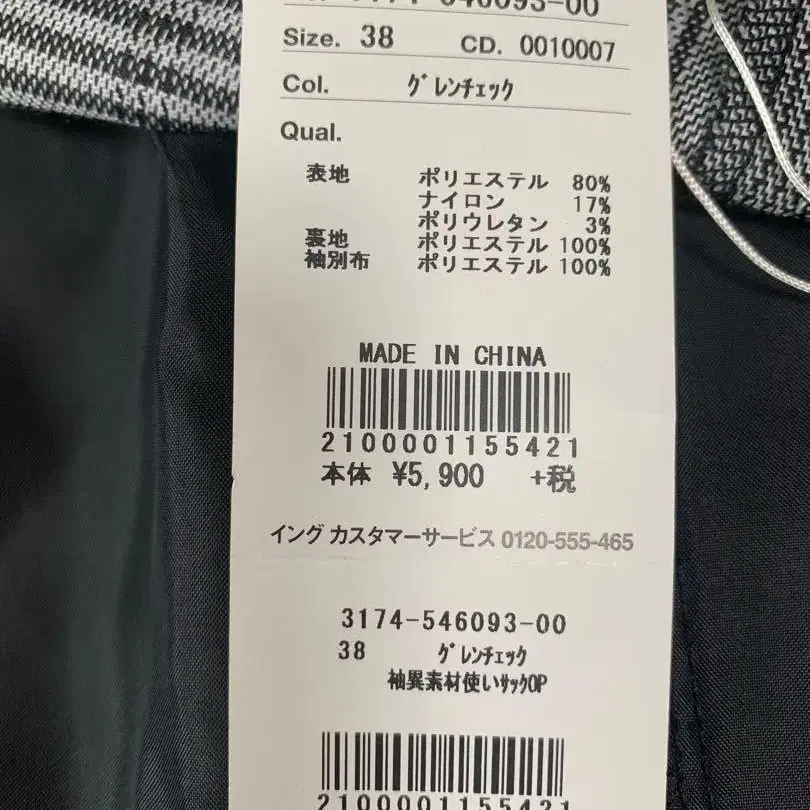 3174-546093-00
Size. 38 CD. 0010007
Col. ｸﾞﾚﾝﾁｪｯｸ
Qual.
表地 ポリエステル 80%
ナイロン 17%
ポリウレタン 3%
裏地 ポリエステル 100%
袖別布 ポリエステル 100%
MADE IN CHINA
2100001155421
本体 ¥5,900 +税
イング カスタマーサービス 0120-555-465
3174-546093-00
38 ｸﾞﾚﾝﾁｪｯｸ
袖異素材使いｻｯｸOP
2100001155421